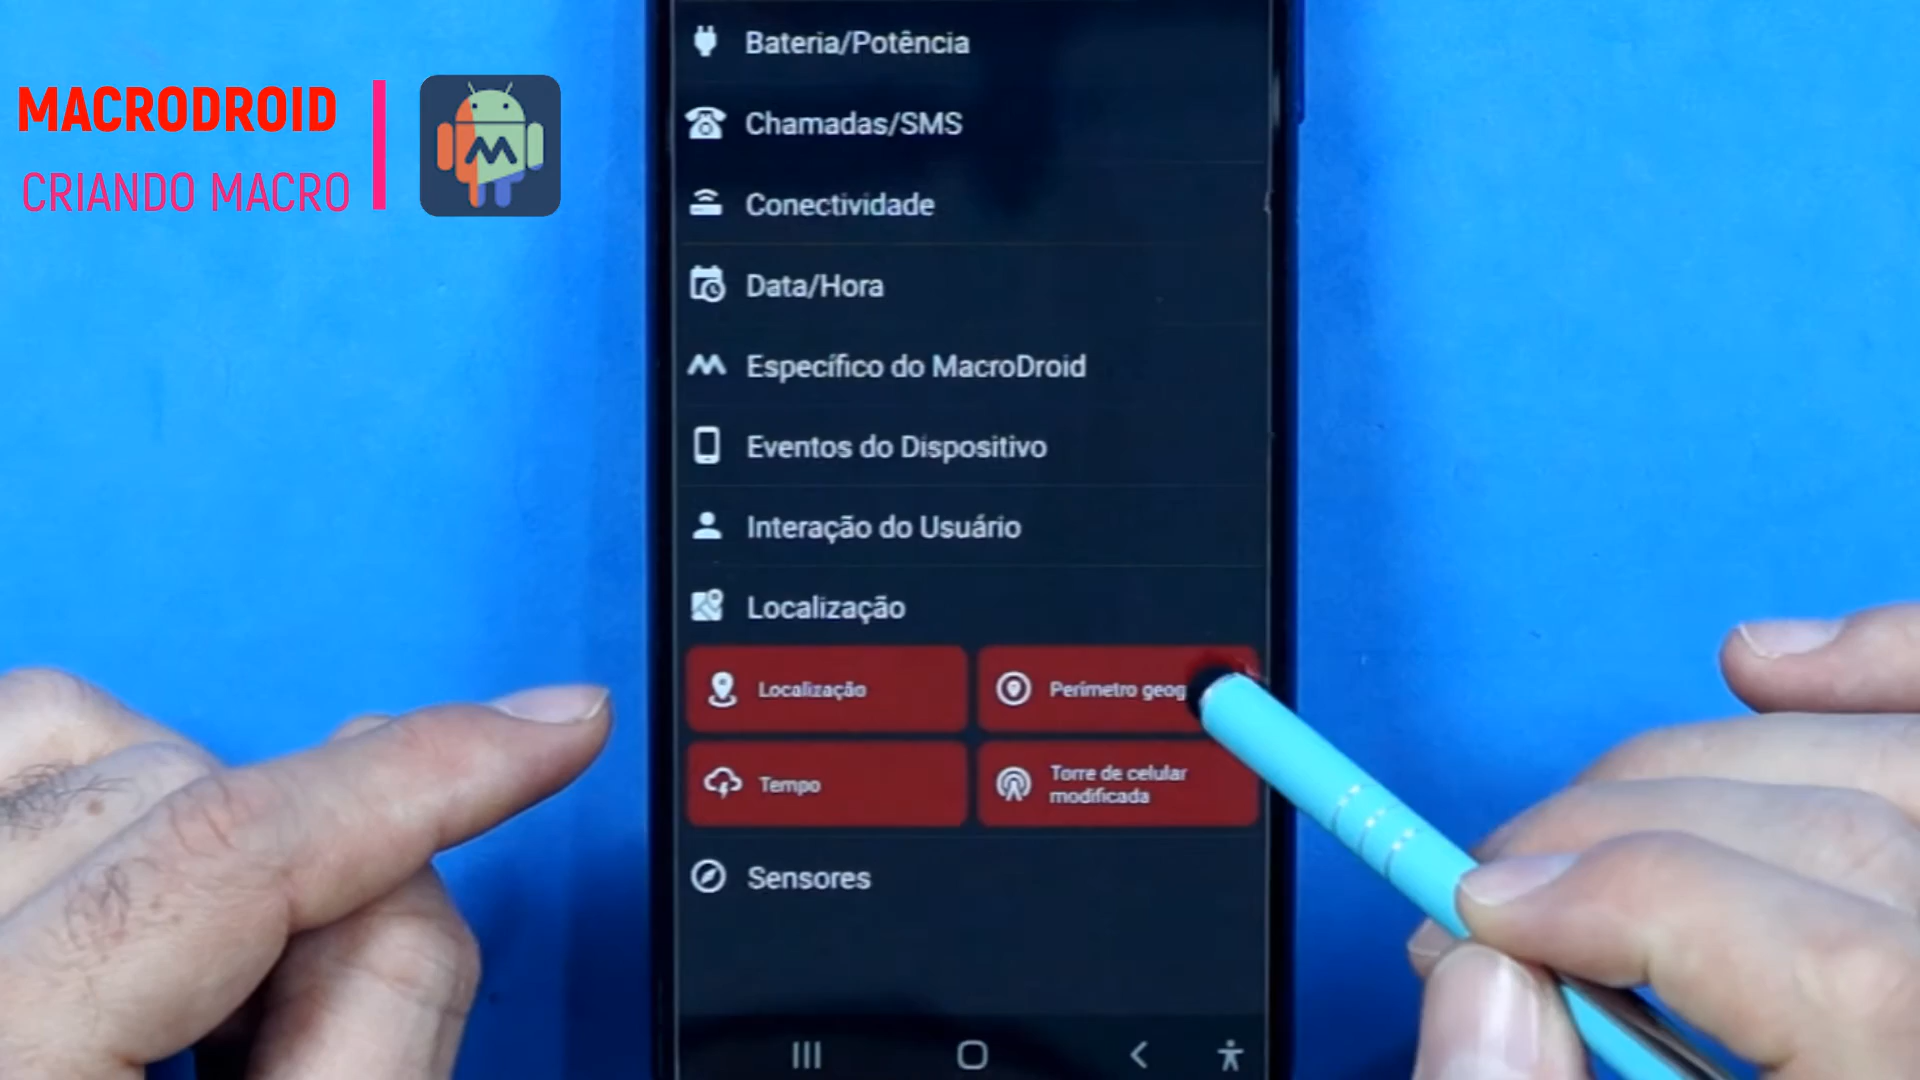 MACRODROID
CRIANDO MACRO
Bateria/Potência
Chamadas/SMS
Conectividade
Data/Hora
Específico do MacroDroid
Eventos do Dispositivo
Interação do Usuário
Localização
Localização
Perímetro
Tempo
Torre de celular
modificada
Sensores